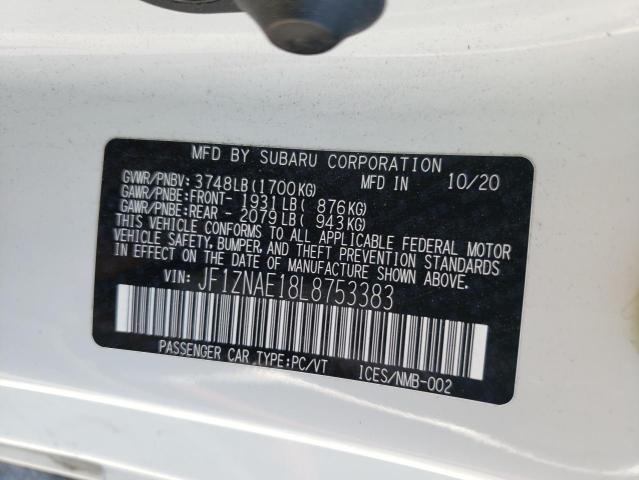 MFD BY SUBARU CORPORATION MFD IN 10/20
GVWR/PNBV: 3748LB(1700KG)
GAWR/PNBE:FRONT- 1931LB( 876KG)
GAWR/PNBE:REAR - 2079LB( 943KG)
THIS VEHICLE CONFORMS TO ALL APPLICABLE FEDERAL MOTOR
VEHICLE SAFETY, BUMPER, AND THEFT PREVENTION STANDARDS
IN EFFECT ON THE DATE OF MANUFACTURE SHOWN ABOVE.
VIN: JF1ZNAE18L8753383
PASSENGER CAR TYPE:PC/VT ICES/NMB-002